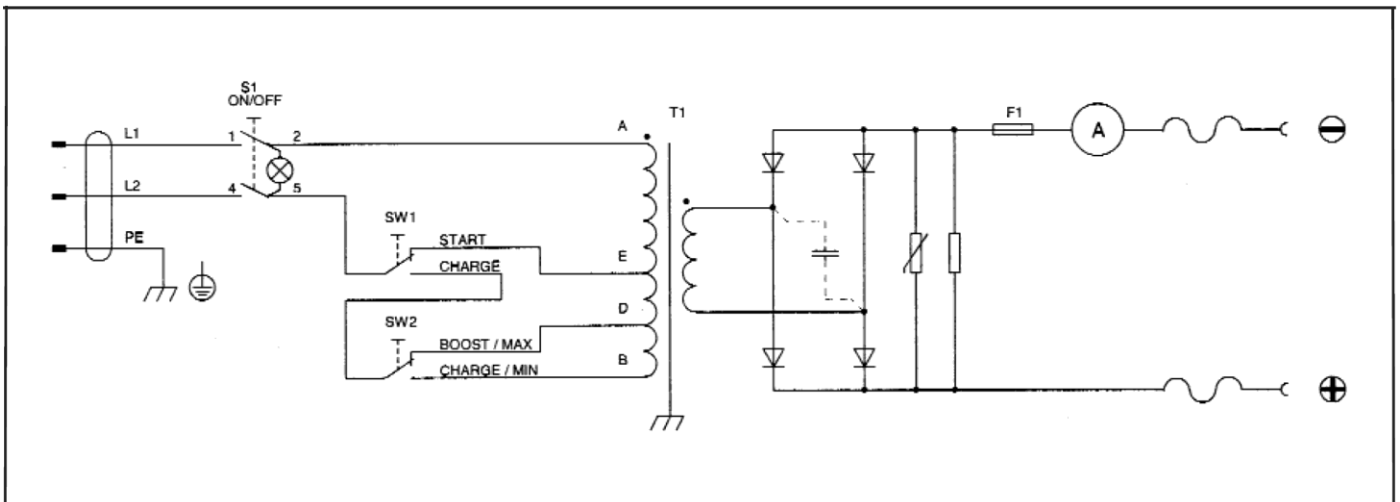 S1
ON/OFF
L1
1
2
L2
4
5
PE
SW1
START
CHARGE
SW2
BOOST / MAX
CHARGE / MIN
A
E
D
B
T1
F1
A